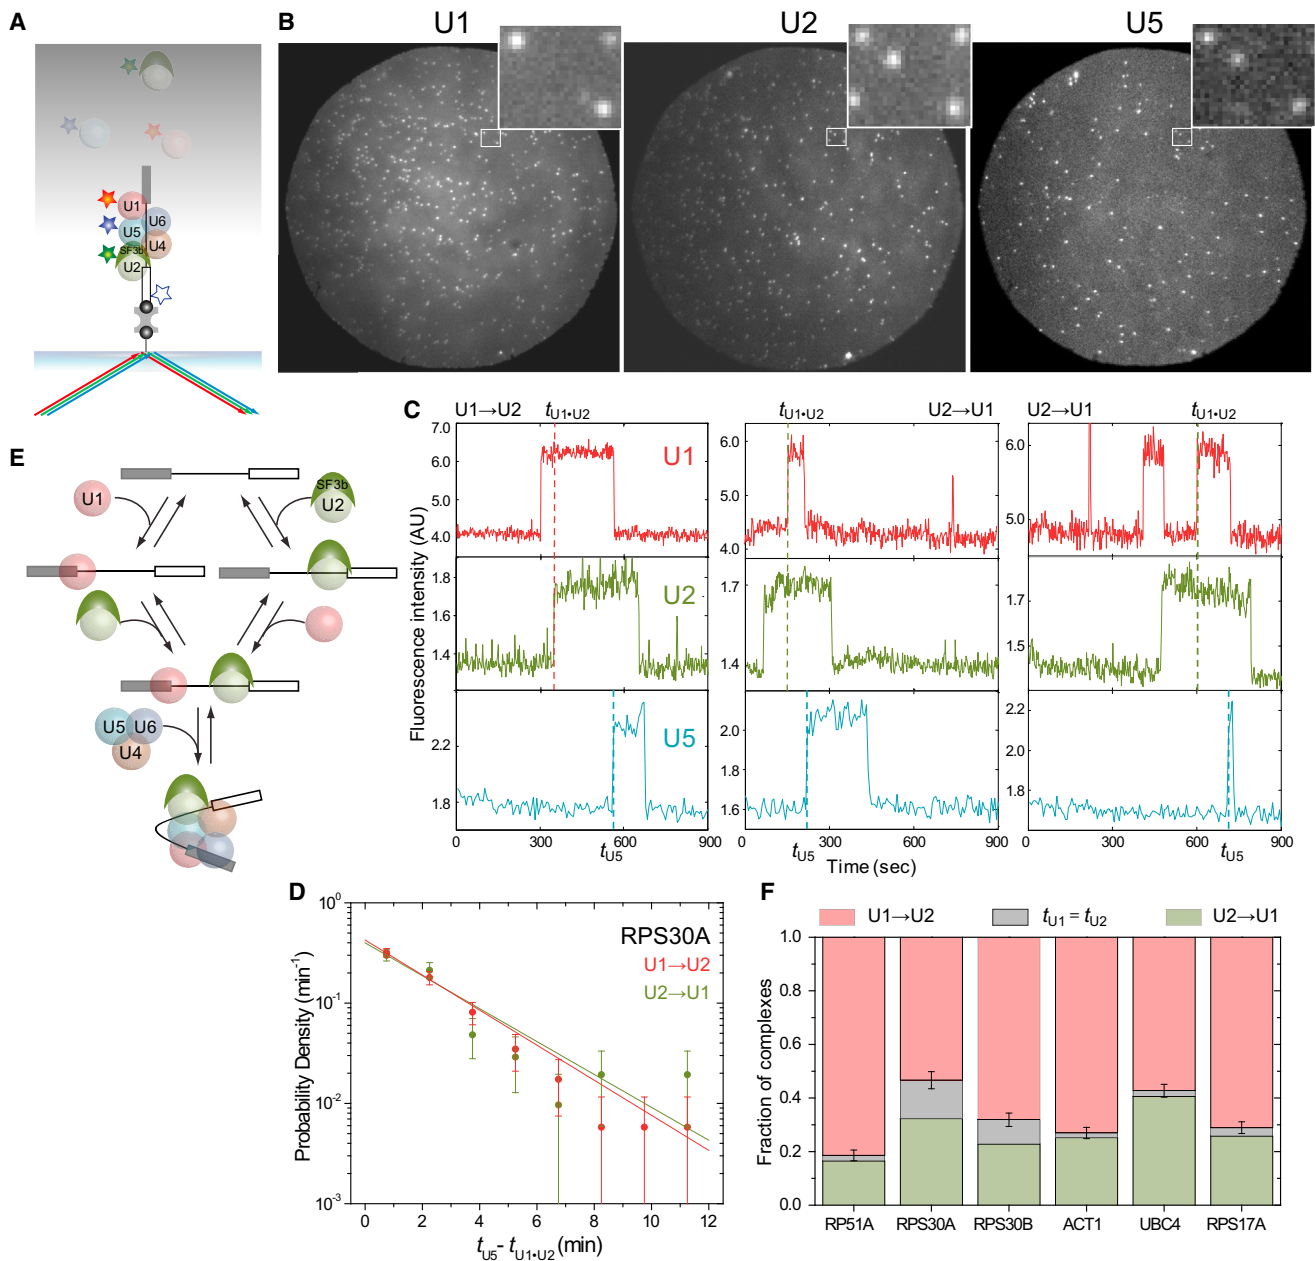 A
U1
U6
U5
U4
SF3b
U2
B
U1
U2
U5
C
U1→U2
tU1•U2
tU1•U2
U2→U1
U2→U1
tU1•U2
Fluorescence intensity (AU)
7.0
6.0
5.0
4.0
U1
6.0
5.0
4.0
6.0
5.0
1.8
1.6
1.4
U2
1.7
1.4
1.7
1.5
2.2
1.8
U5
2.0
1.8
1.6
2.2
2.0
1.8
0
300
600
900
0
300
600
900
0
300
600
900
tU5
tU5
tU5
Time (sec)
E
U1
SF3b
U2
U5
U6
U4
D
RPS30A
U1→U2
U2→U1
Probability Density (min-1)
100
10-1
10-2
10-3
0
2
4
6
8
10
12
tU5- tU1•U2 (min)
F
U1→U2
tU1 = tU2
U2→U1
Fraction of complexes
1.0
0.8
0.6
0.4
0.2
0.0
RP51A
RPS30A
RPS30B
ACT1
UBC4
RPS17A